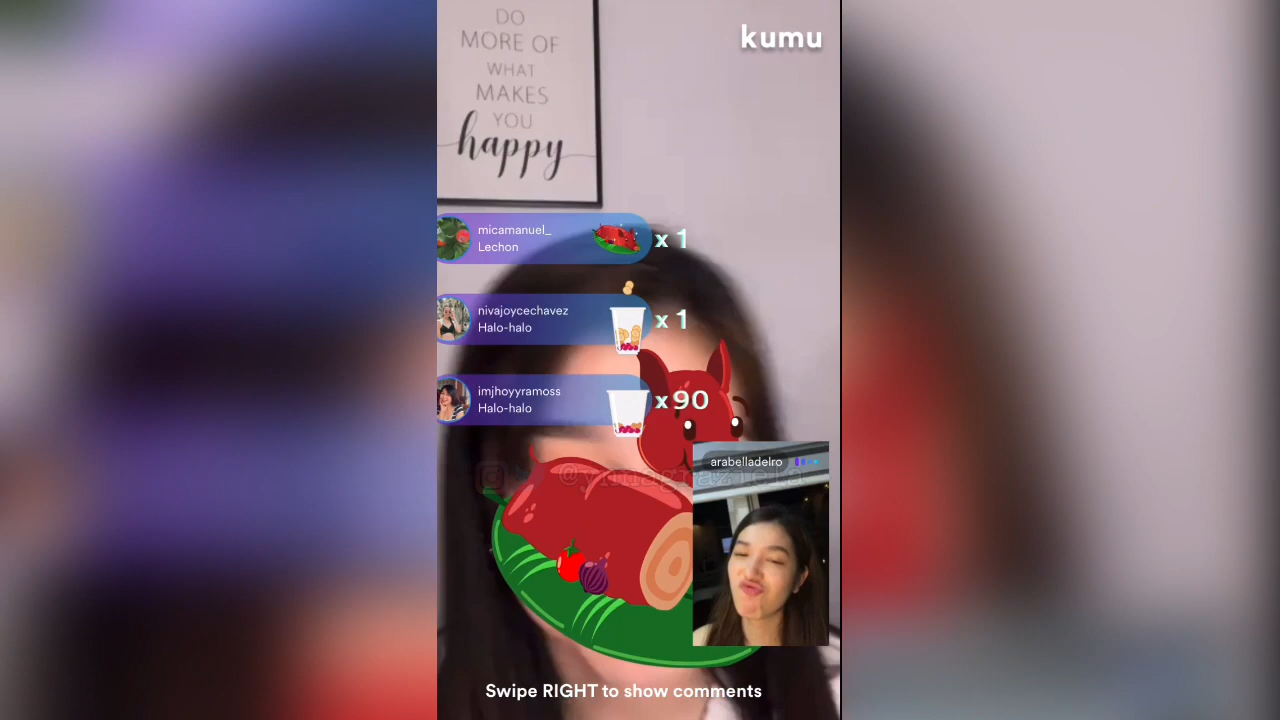 DO
MORE OF
WHAT
MAKES
YOU
happy
kumu
micamanuel_
Lechon
x 1
nivajoycechavez
Halo-halo
x 1
imjhoyyramoss
Halo-halo
x 90
arabelladelro
Swipe RIGHT to show comments